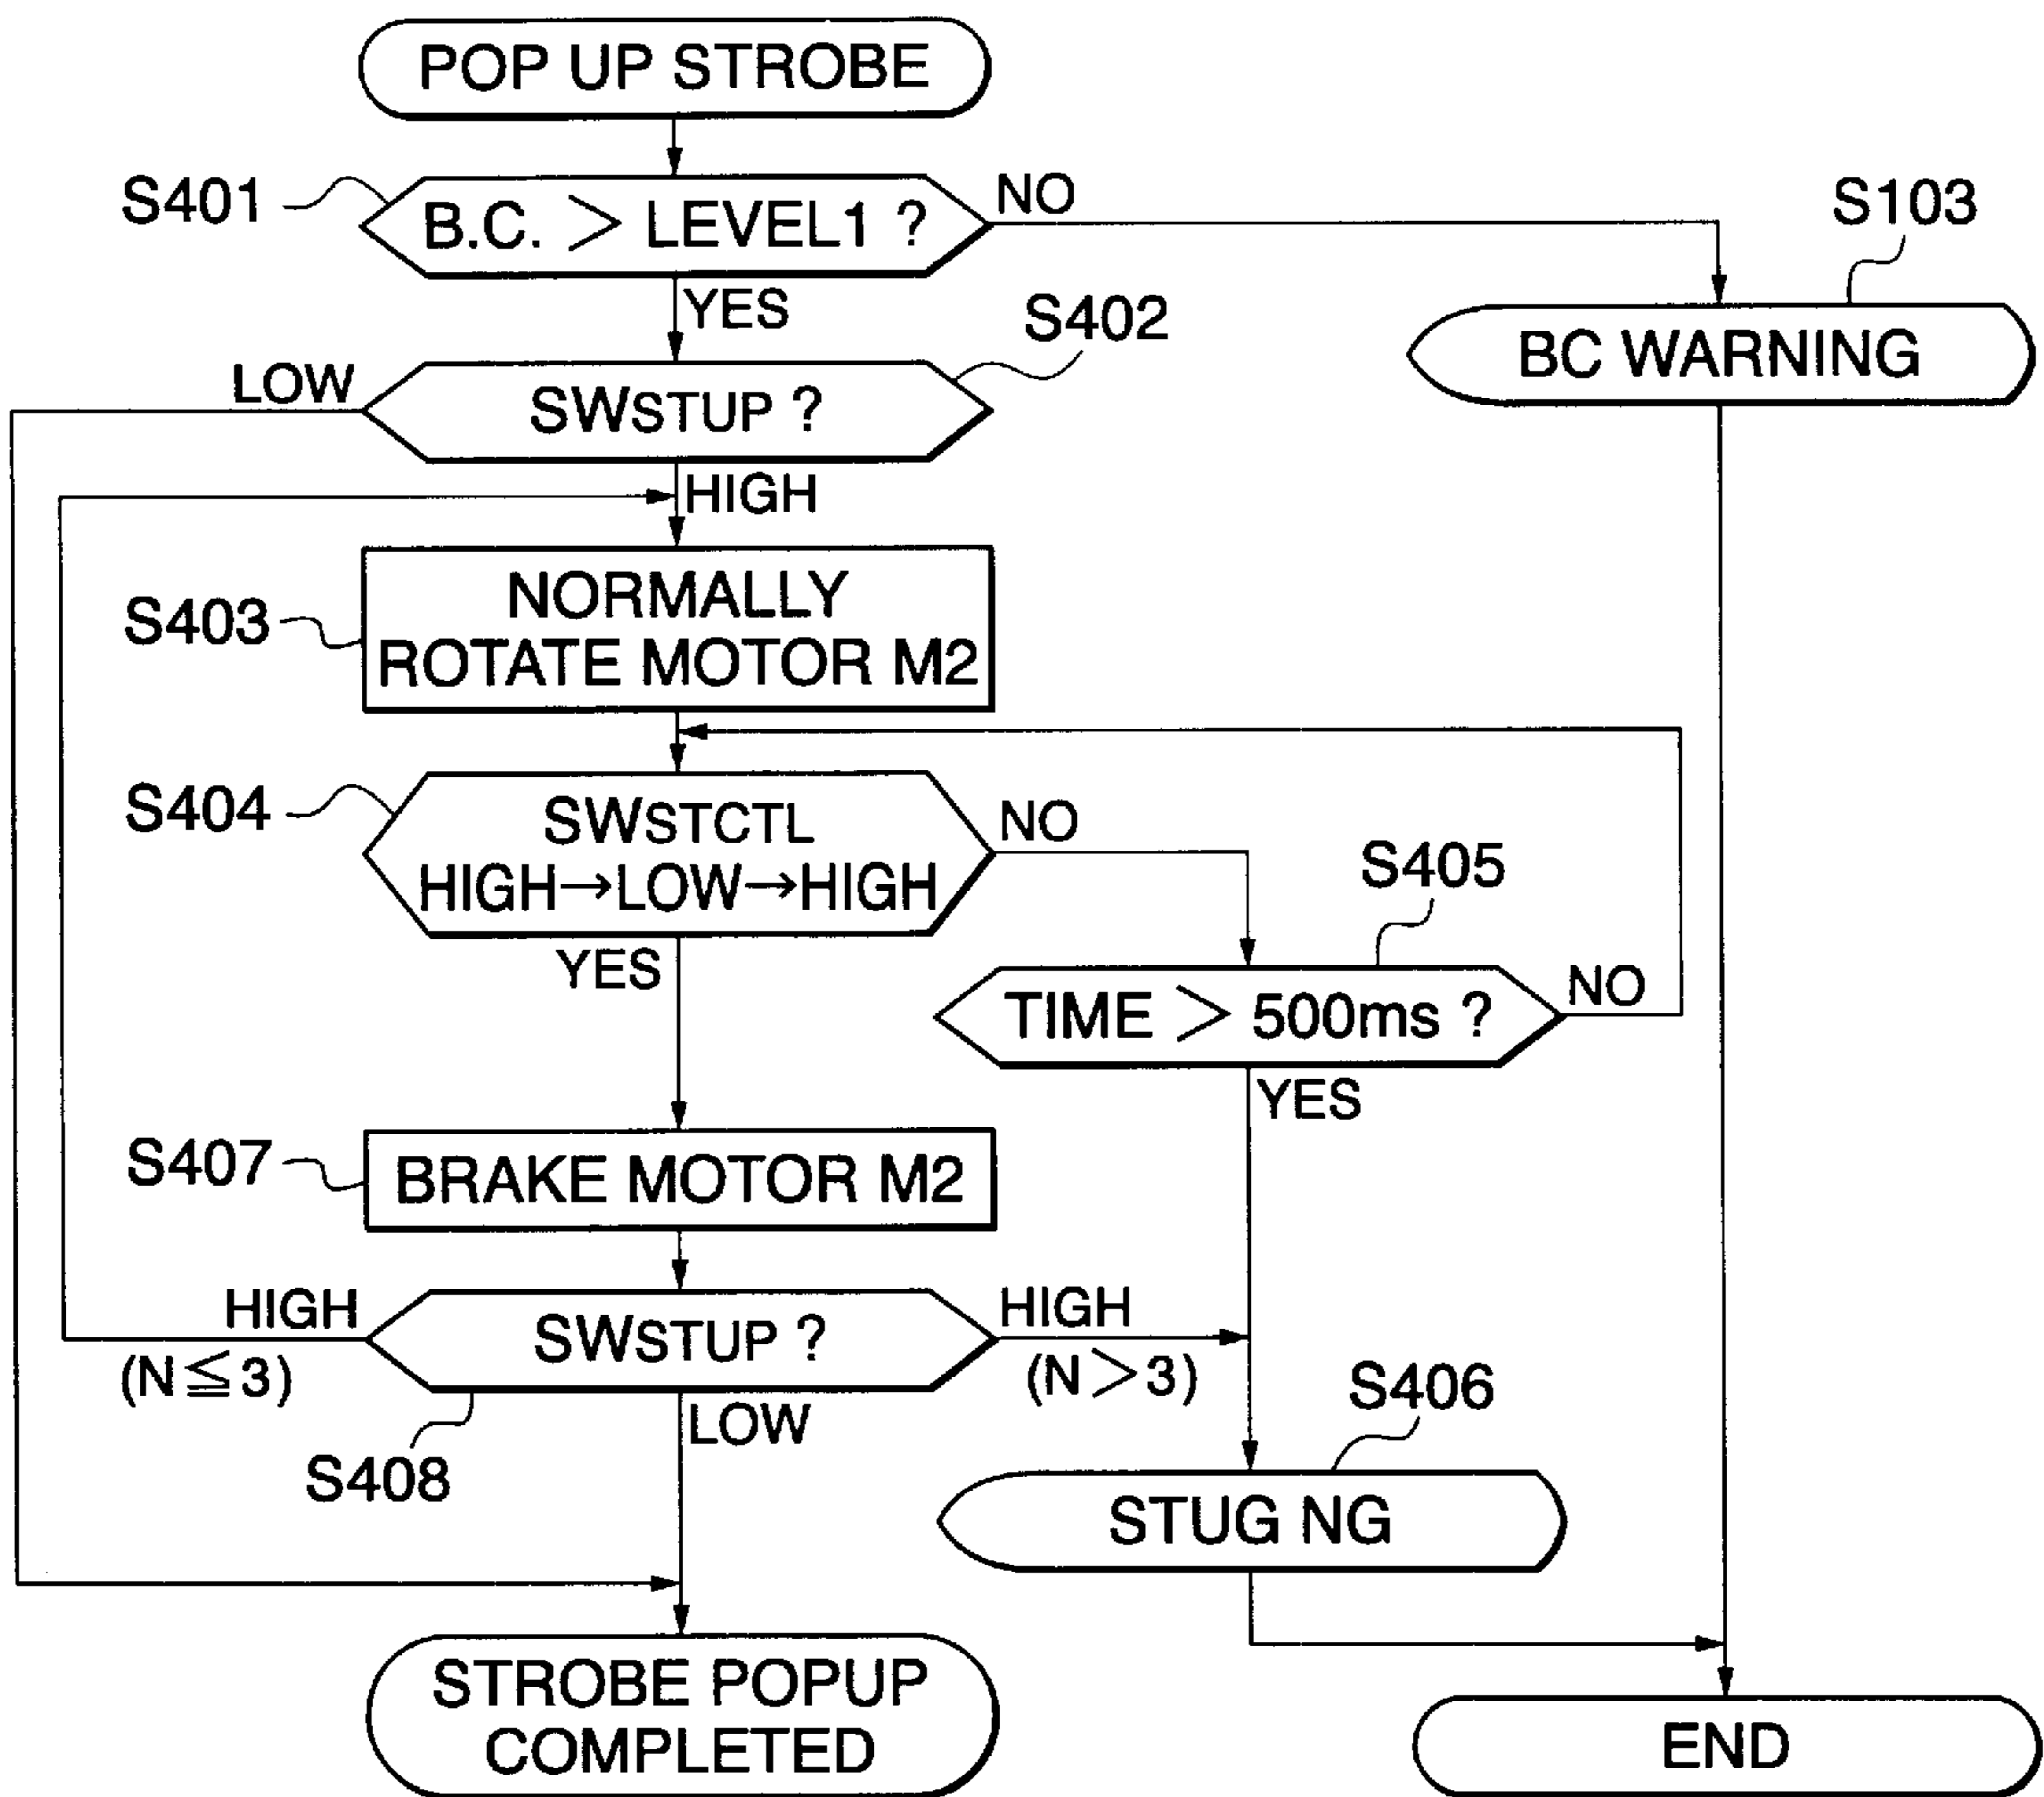 POP UP STROBE
S401
B.C. > LEVEL1 ?
NO
S103
YES
BC WARNING
S402
LOW
SWSTUP ?
HIGH
S403
NORMALLY
ROTATE MOTOR M2
S404
SWSTCTL
HIGH→LOW→HIGH
NO
S405
YES
TIME > 500ms ?
NO
YES
S407
BRAKE MOTOR M2
HIGH
(N≦3)
SWSTUP ?
HIGH
(N>3)
S406
LOW
S408
STUG NG
STROBE POPUP
COMPLETED
END